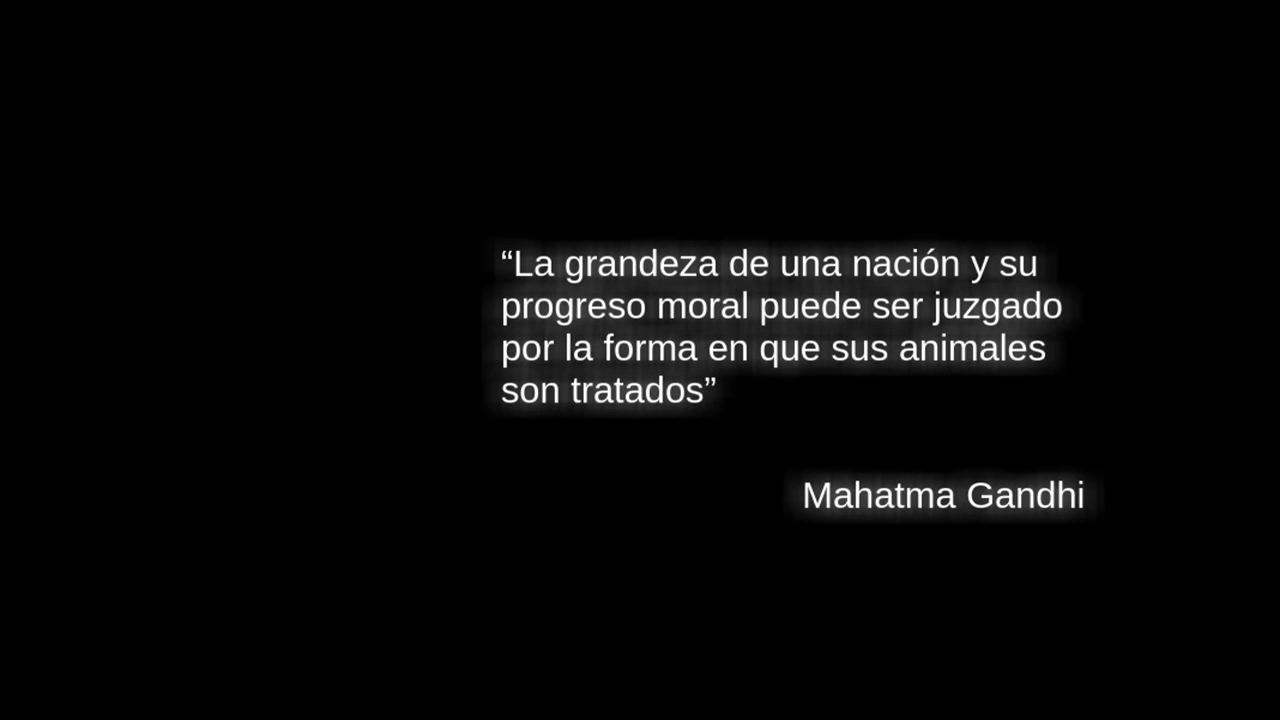 “La grandeza de una nación y su
progreso moral puede ser juzgado
por la forma en que sus animales
son tratados”
Mahatma Gandhi